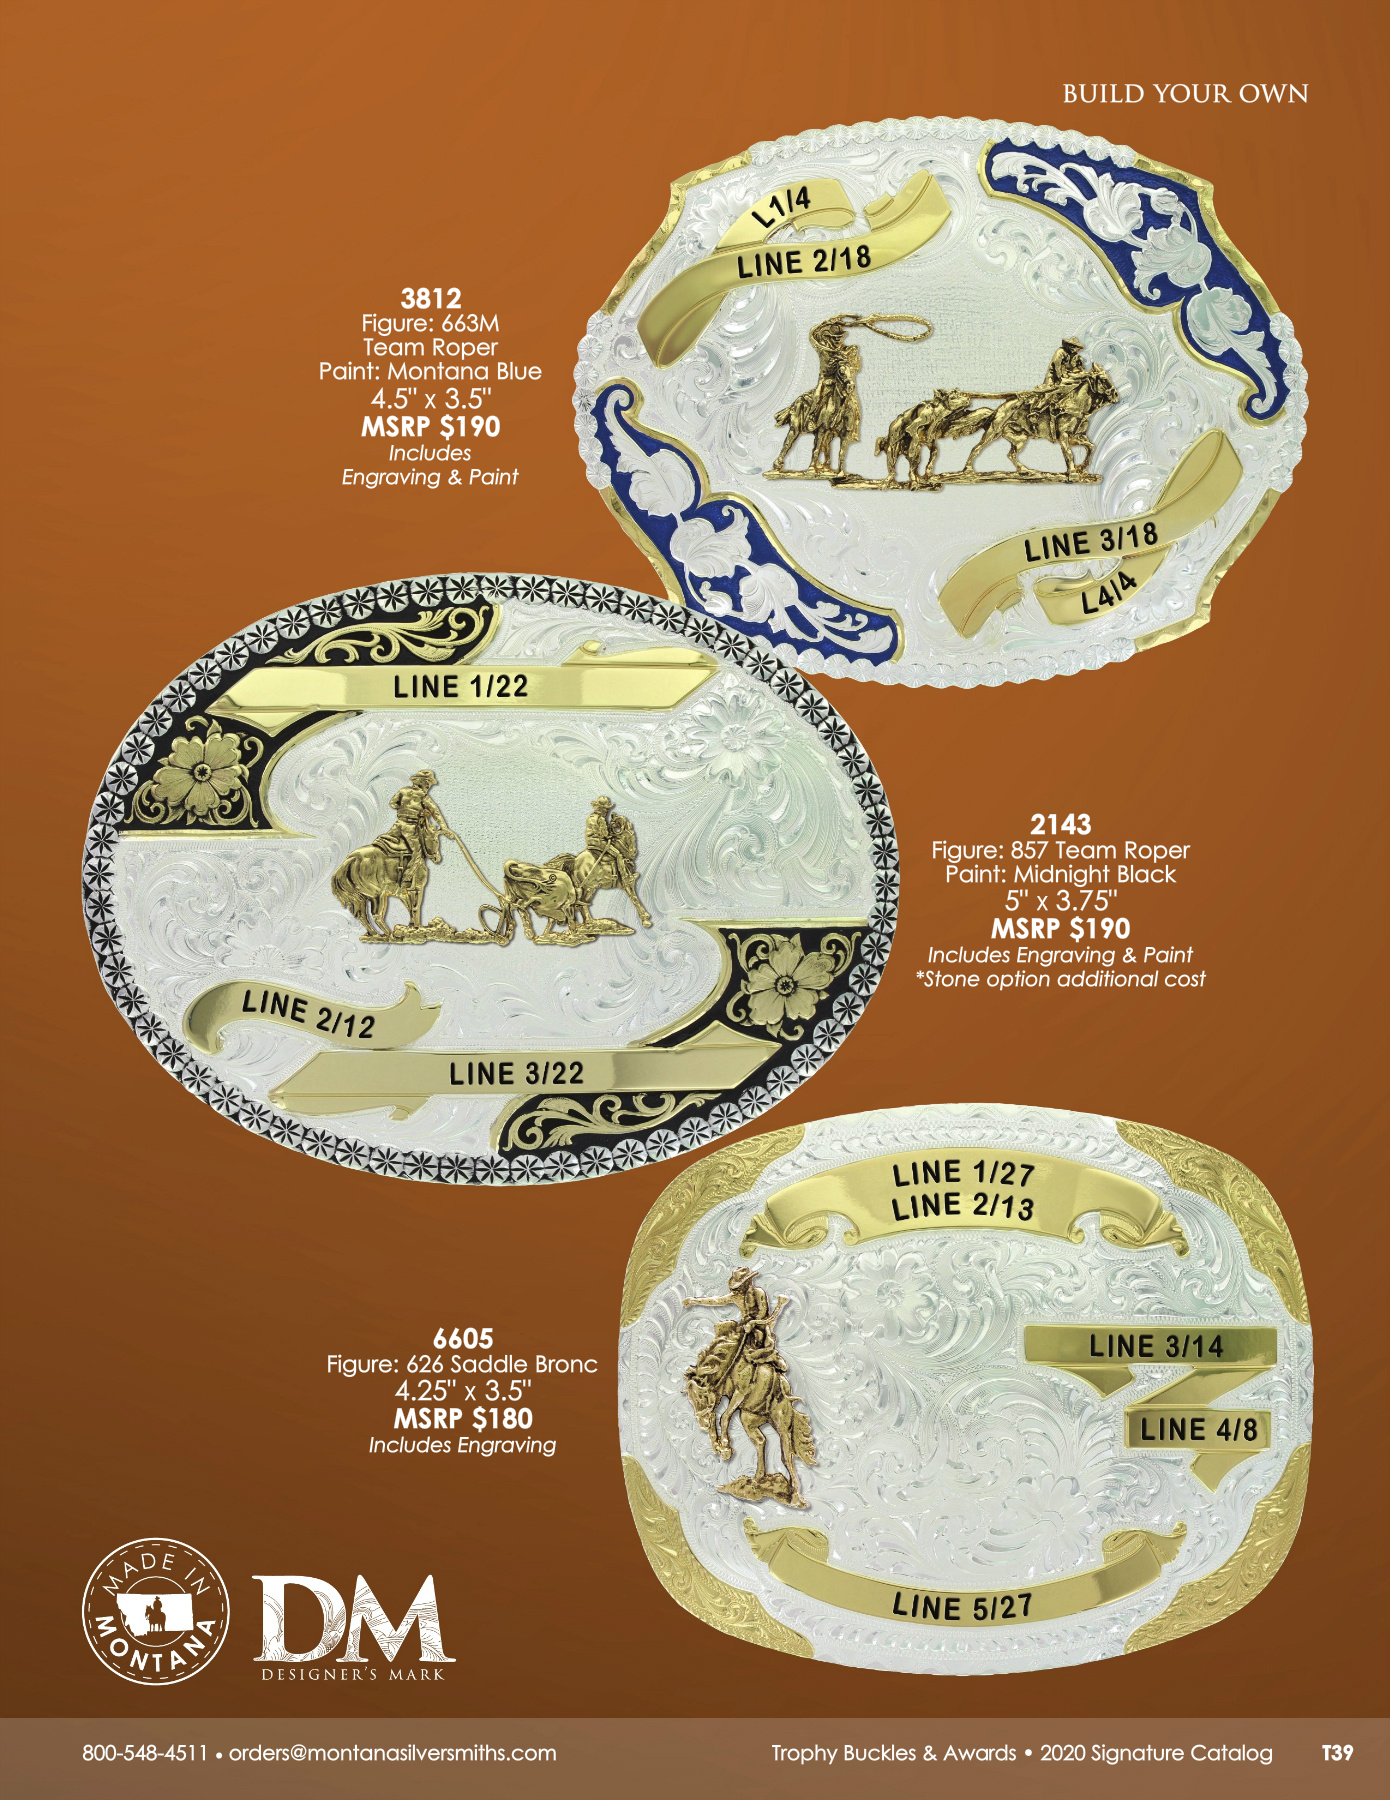 BUILD YOUR OWN
L1/4
LINE 2/18
3812
Figure: 663M
Team Roper
Paint: Montana Blue
4.5" x 3.5"
MSRP $190
Includes
Engraving & Paint
LINE 3/18
L4/4
LINE 1/22
2143
Figure: 857 Team Roper
Paint: Midnight Black
5" x 3.75"
MSRP $190
Includes Engraving & Paint
*Stone option additional cost
LINE 2/12
LINE 3/22
LINE 1/27
LINE 2/13
6605
Figure: 626 Saddle Bronc
4.25" x 3.5"
MSRP $180
Includes Engraving
LINE 3/14
LINE 4/8
LINE 5/27
MADE IN
MONTANA
DM
DESIGNER'S MARK
800-548-4511 • orders@montanasilversmiths.com
Trophy Buckles & Awards • 2020 Signature Catalog T39